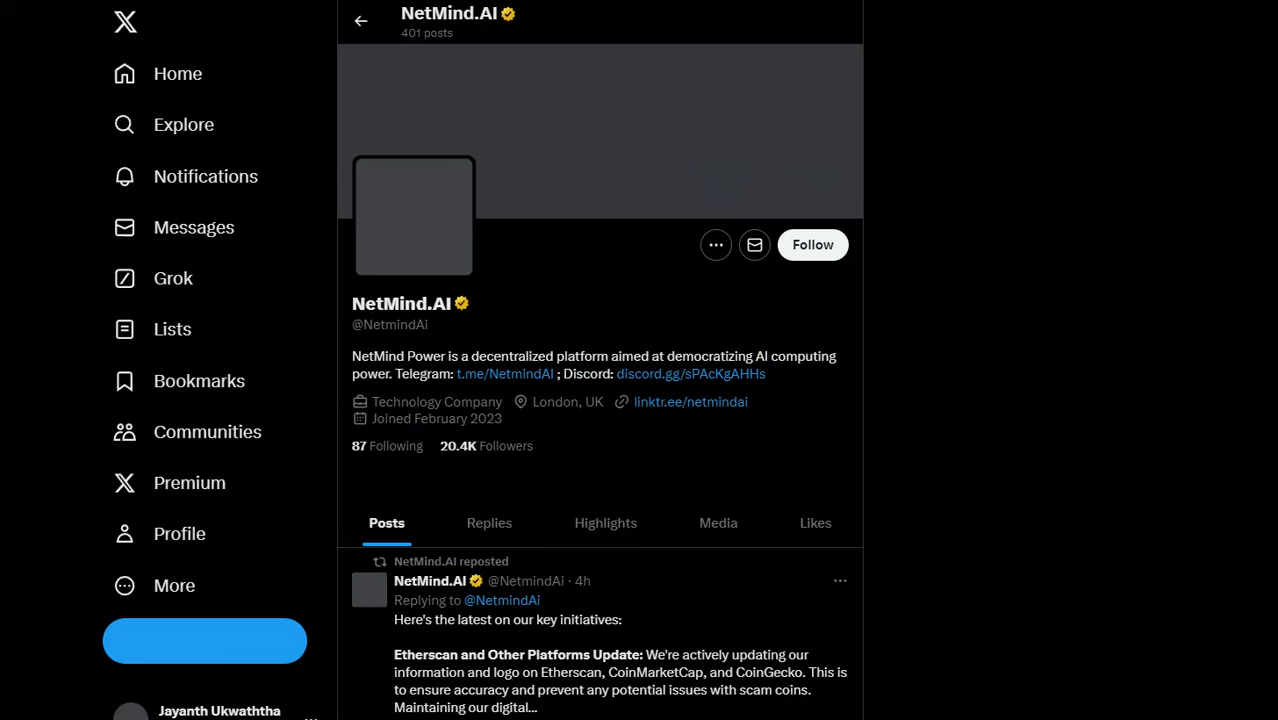 NetMind.AI
401 posts
Home
Explore
Notifications
Messages
Grok
Lists
Bookmarks
Communities
Premium
Profile
More
Jayanth Ukwaththa
Follow
NetMind.AI
@NetmindAi
NetMind Power is a decentralized platform aimed at democratizing AI computing
power. Telegram: t.me/NetmindAI ; Discord: discord.gg/sPAcKgAHHs
Technology Company London, UK linktr.ee/netmindai
Joined February 2023
87 Following 20.4K Followers
Posts Replies Highlights Media Likes
NetMind.AI reposted
NetMind.AI @NetmindAi · 4h
Replying to @NetmindAi
Here's the latest on our key initiatives:
Etherscan and Other Platforms Update: We're actively updating our
information and logo on Etherscan, CoinMarketCap, and CoinGecko. This is
to ensure accuracy and prevent any potential issues with scam coins.
Maintaining our digital...